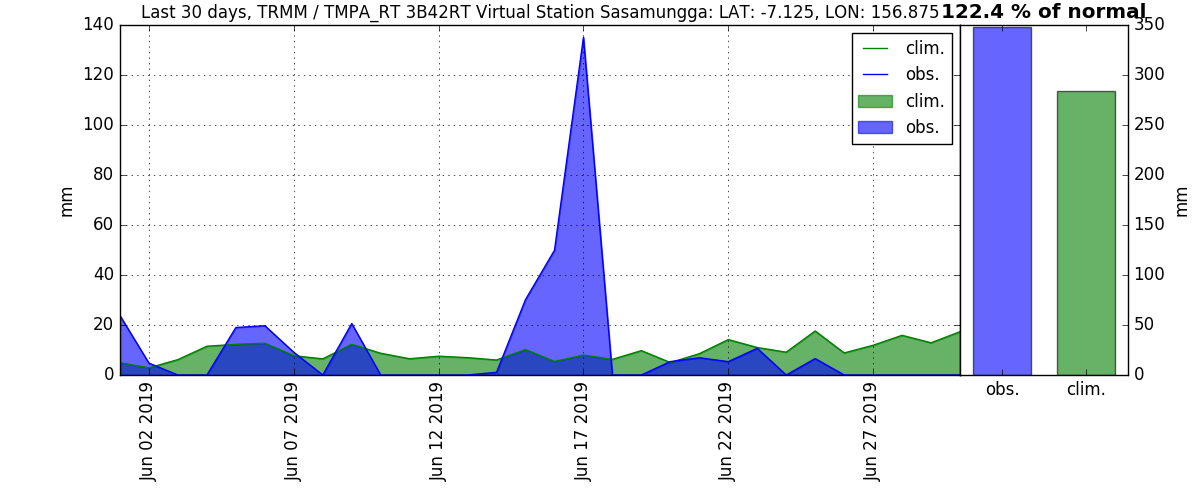 Last 30 days, TRMM / TMPA_RT 3B42RT Virtual Station Sasamungga: LAT: -7.125, LON: 156.875
122.4 % of normal
140
120
100
80
60
40
20
0
mm
clim.
obs.
clim.
obs.
Jun 02 2019
Jun 07 2019
Jun 12 2019
Jun 17 2019
Jun 22 2019
Jun 27 2019
350
300
250
200
150
100
50
0
mm
obs.
clim.